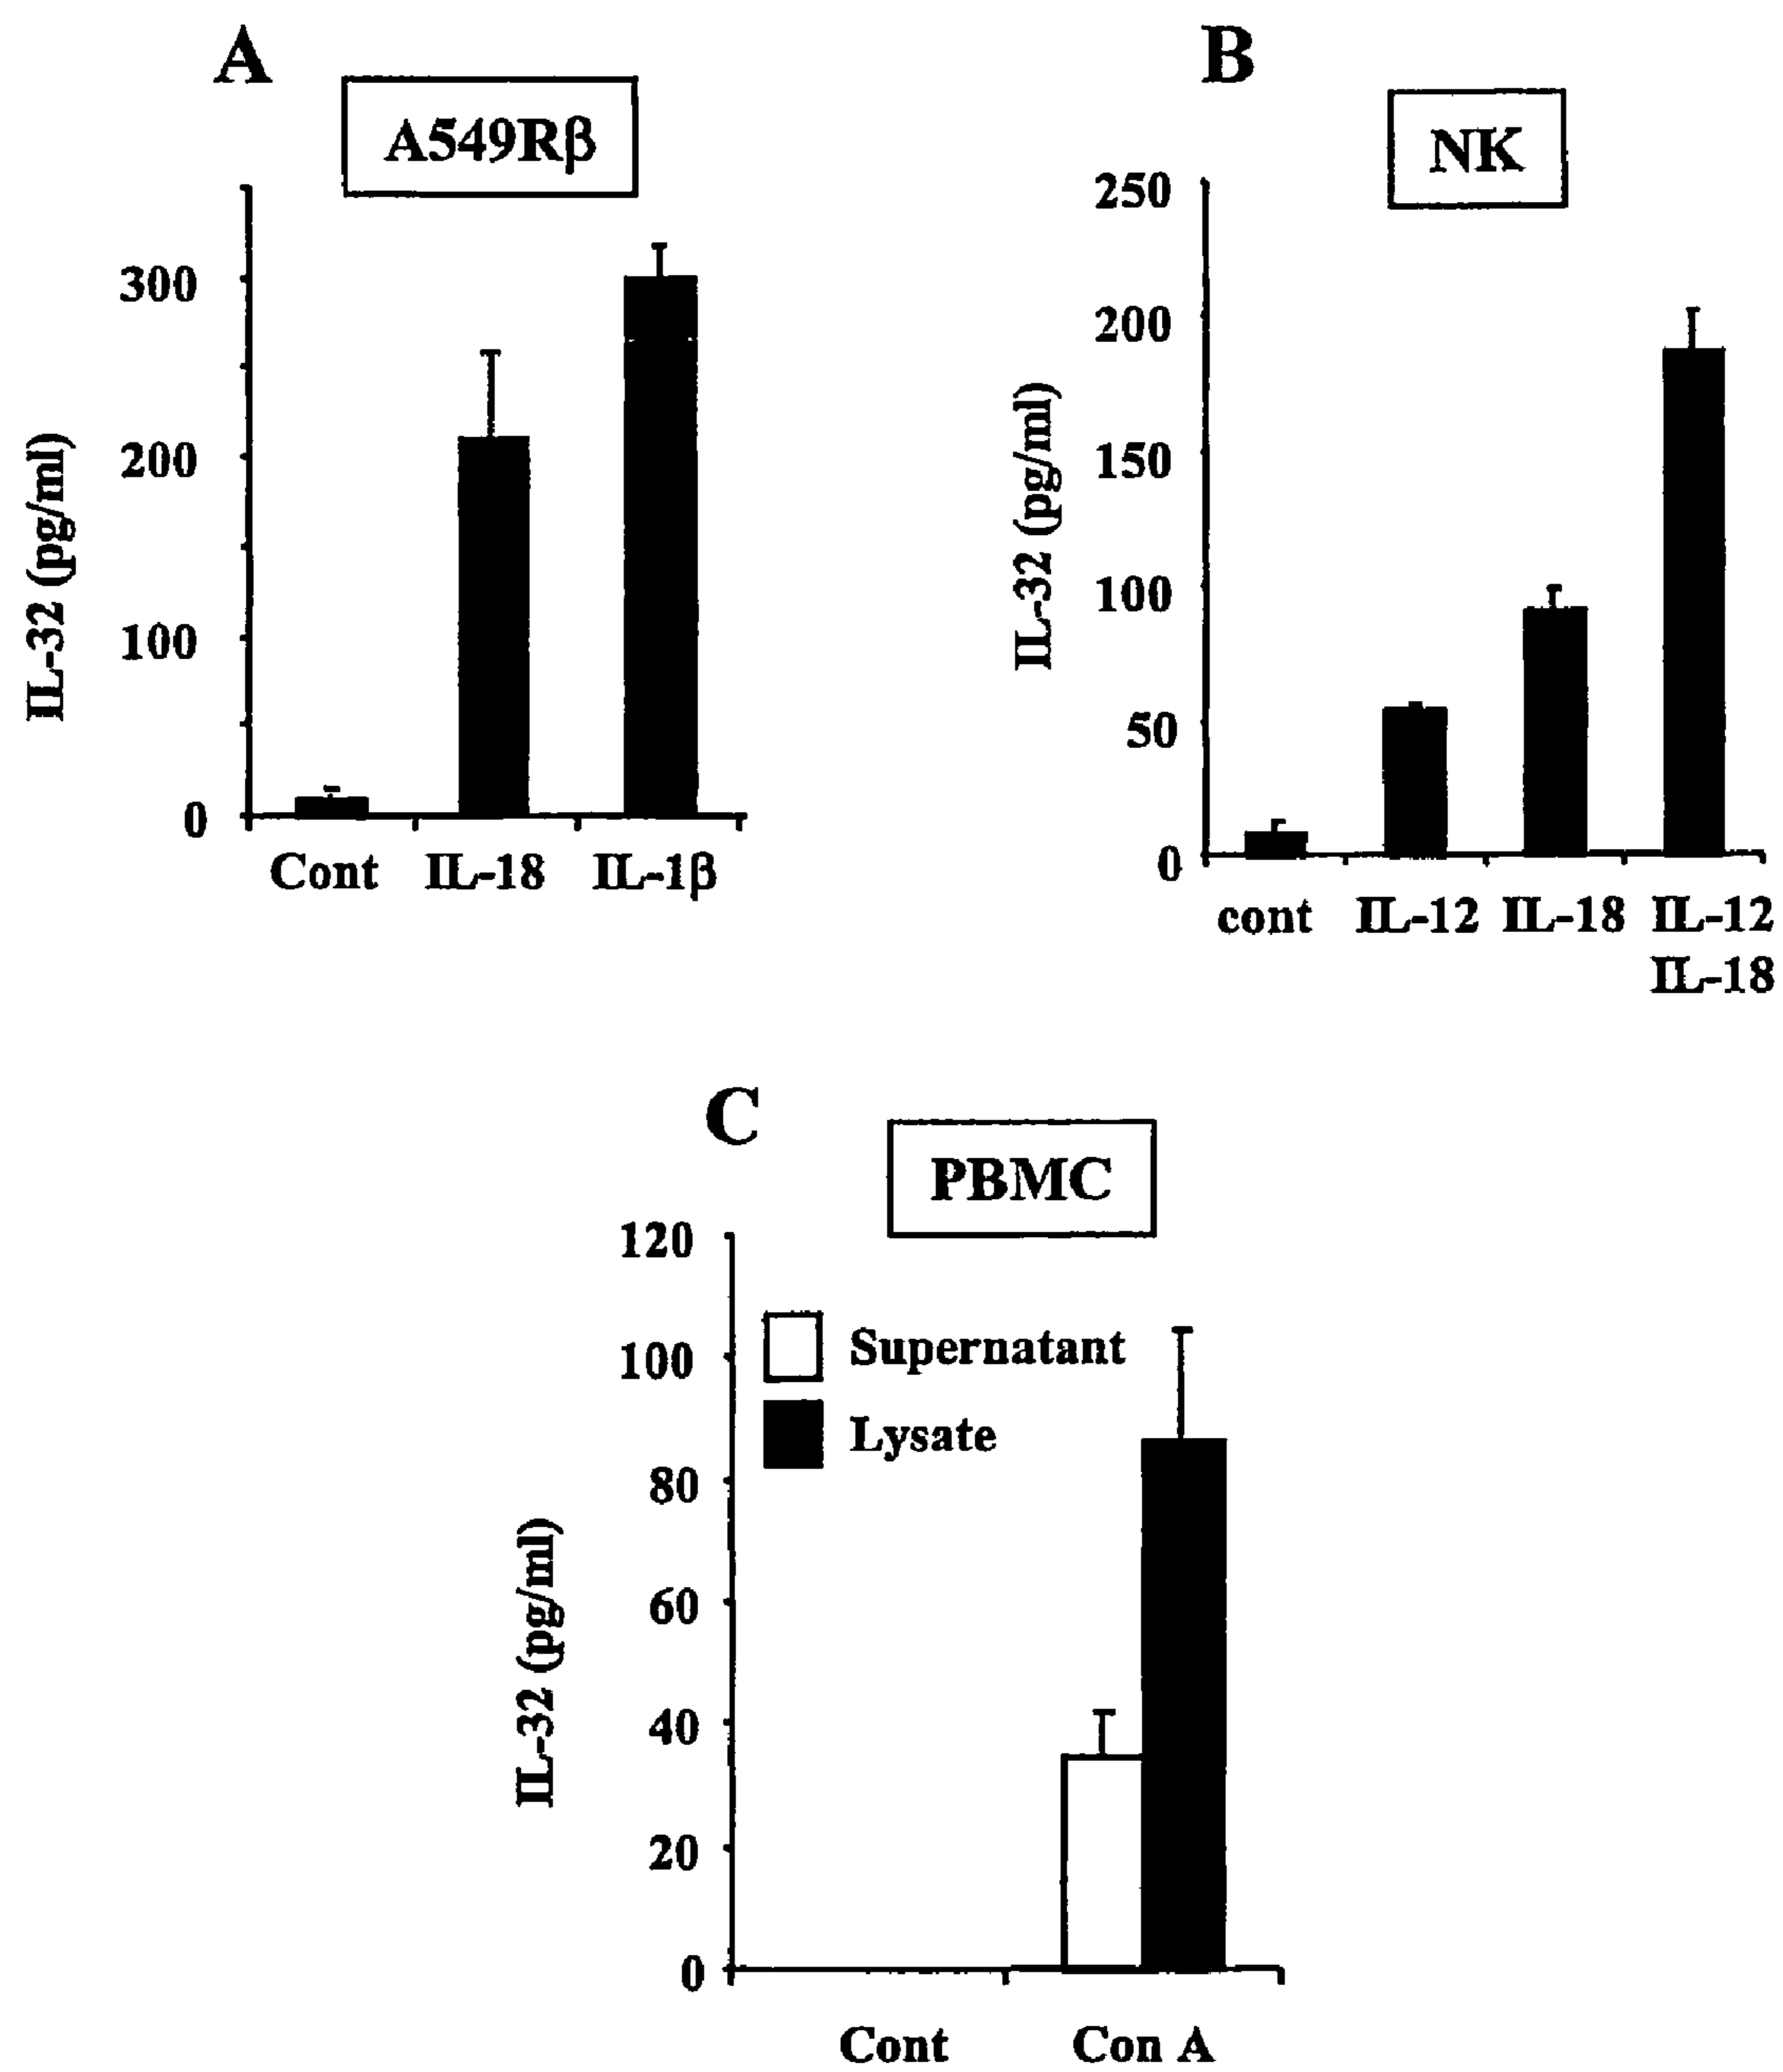 A
A549Rβ
300
200
100
0
IL-32 (pg/ml)
Cont IL-18 IL-1β
B
NK
250
200
150
100
50
0
IL-32 (pg/ml)
cont IL-12 IL-18 IL-12
IL-18
C
PBMC
120
100
80
60
40
20
0
IL-32 (pg/ml)
Supernatant
Lysate
Cont Con A